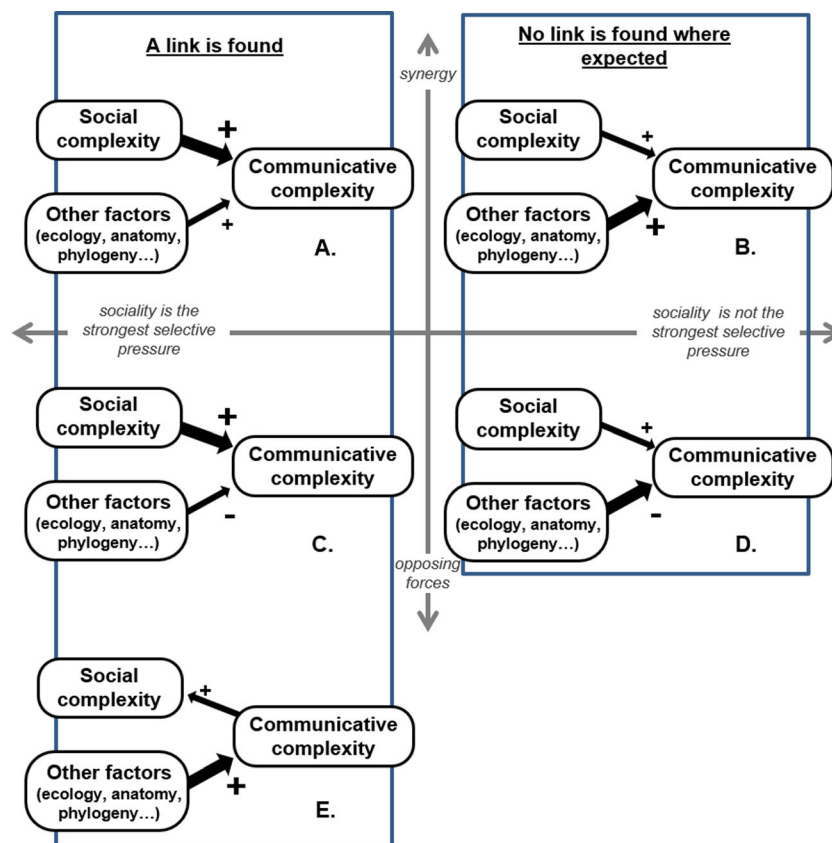 A link is found
No link is found where
expected
synergy
Social
complexity
+
Communicative
complexity
Other factors
(ecology, anatomy,
phylogeny...)
+
A.
Social
complexity
+
Communicative
complexity
Other factors
(ecology, anatomy,
phylogeny...)
+
B.
sociality is the
strongest selective
pressure
sociality is not the
strongest selective
pressure
Social
complexity
+
Communicative
complexity
Other factors
(ecology, anatomy,
phylogeny...)
-
C.
Social
complexity
+
Communicative
complexity
Other factors
(ecology, anatomy,
phylogeny...)
-
D.
opposing
forces
Social
complexity
+
Communicative
complexity
Other factors
(ecology, anatomy,
phylogeny...)
+
E.